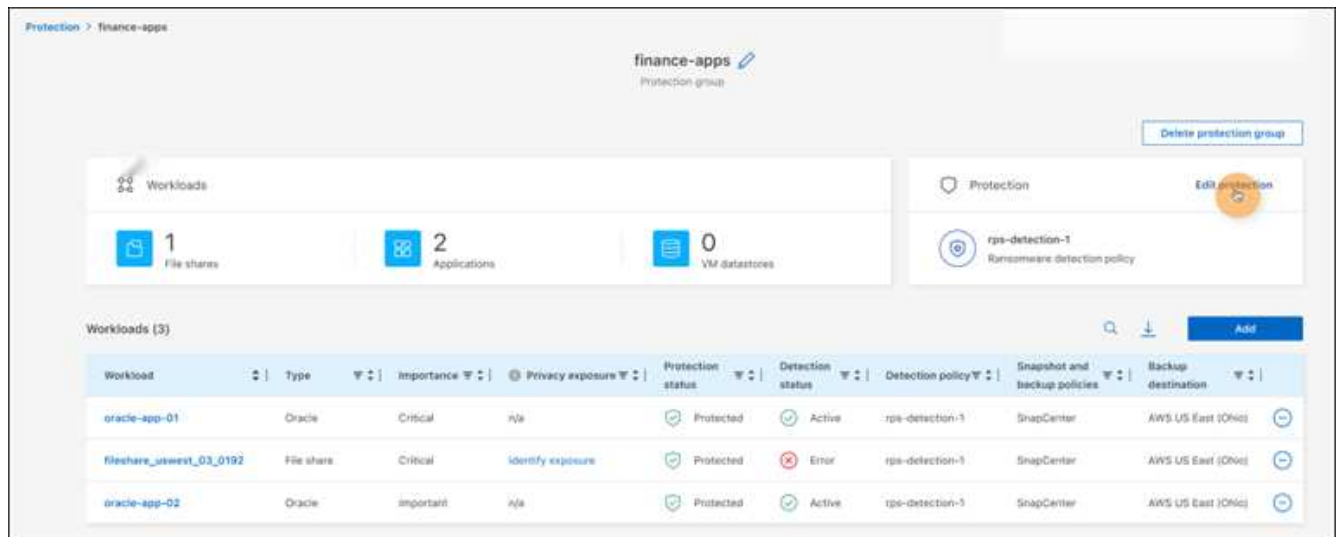 Protection > finance-apps
finance-apps
Protection group
Delete protection group
Workloads
Protection
Edit protection
1
File shares
2
Applications
0
VM datastores
rps-detection-1
Ransomware detection policy
Workloads (3)
Add
Workload Type Importance Privacy exposure Protection status Detection status Detection policy Snapshot and backup policies Backup destination
oracle-app-01 Oracle Critical n/a Protected Active rps-detection-1 SnapCenter AWS US East (Ohio)
fileshare_uswest_03_0192 File share Critical Identify exposure Protected Error rps-detection-1 SnapCenter AWS US East (Ohio)
oracle-app-02 Oracle Important n/a Protected Active rps-detection-1 SnapCenter AWS US East (Ohio)